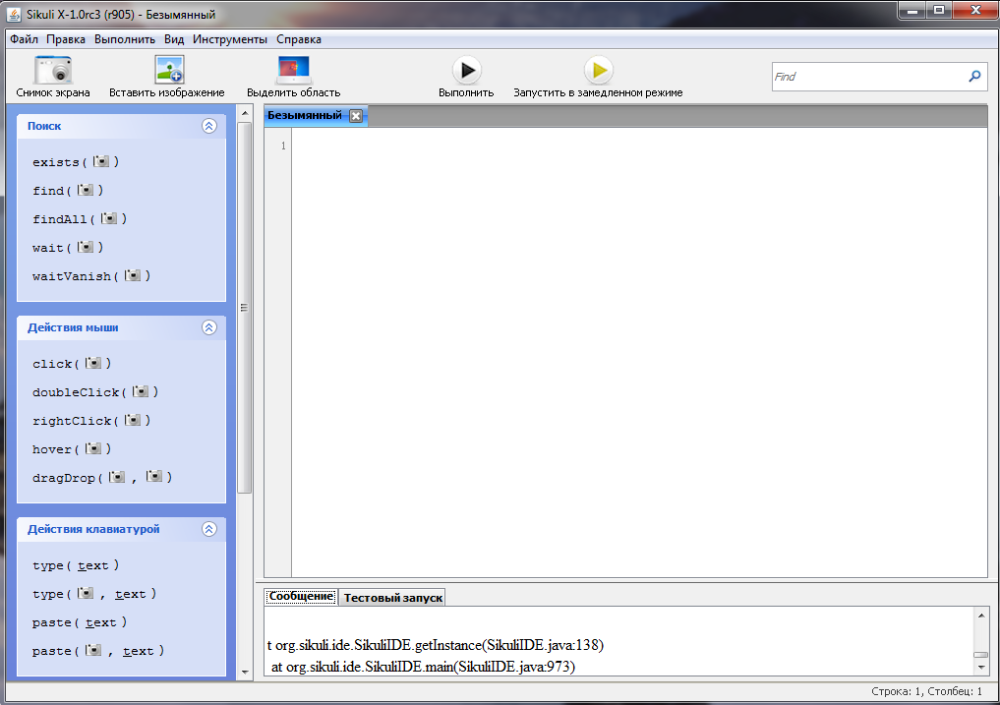 Sikuli X-1.0rc3 (r905) - Безымянный
Файл Правка Выполнить Вид Инструменты Справка
Снимок экрана Вставить изображение Выделить область Выполнить Запустить в замедленном режиме Find
Поиск
exists( )
find( )
findAll( )
wait( )
waitVanish( )
Действия мыши
click( )
doubleClick( )
rightClick( )
hover( )
dragDrop( , )
Действия клавиатурой
type( text )
type( , text )
paste( text )
paste( , text )
Безымянный
1
Сообщение Тестовый запуск
t org.sikuli.ide.SikuliIDE.getInstance(SikuliIDE.java:138)
at org.sikuli.ide.SikuliIDE.main(SikuliIDE.java:973)
Строка: 1, Столбец: 1